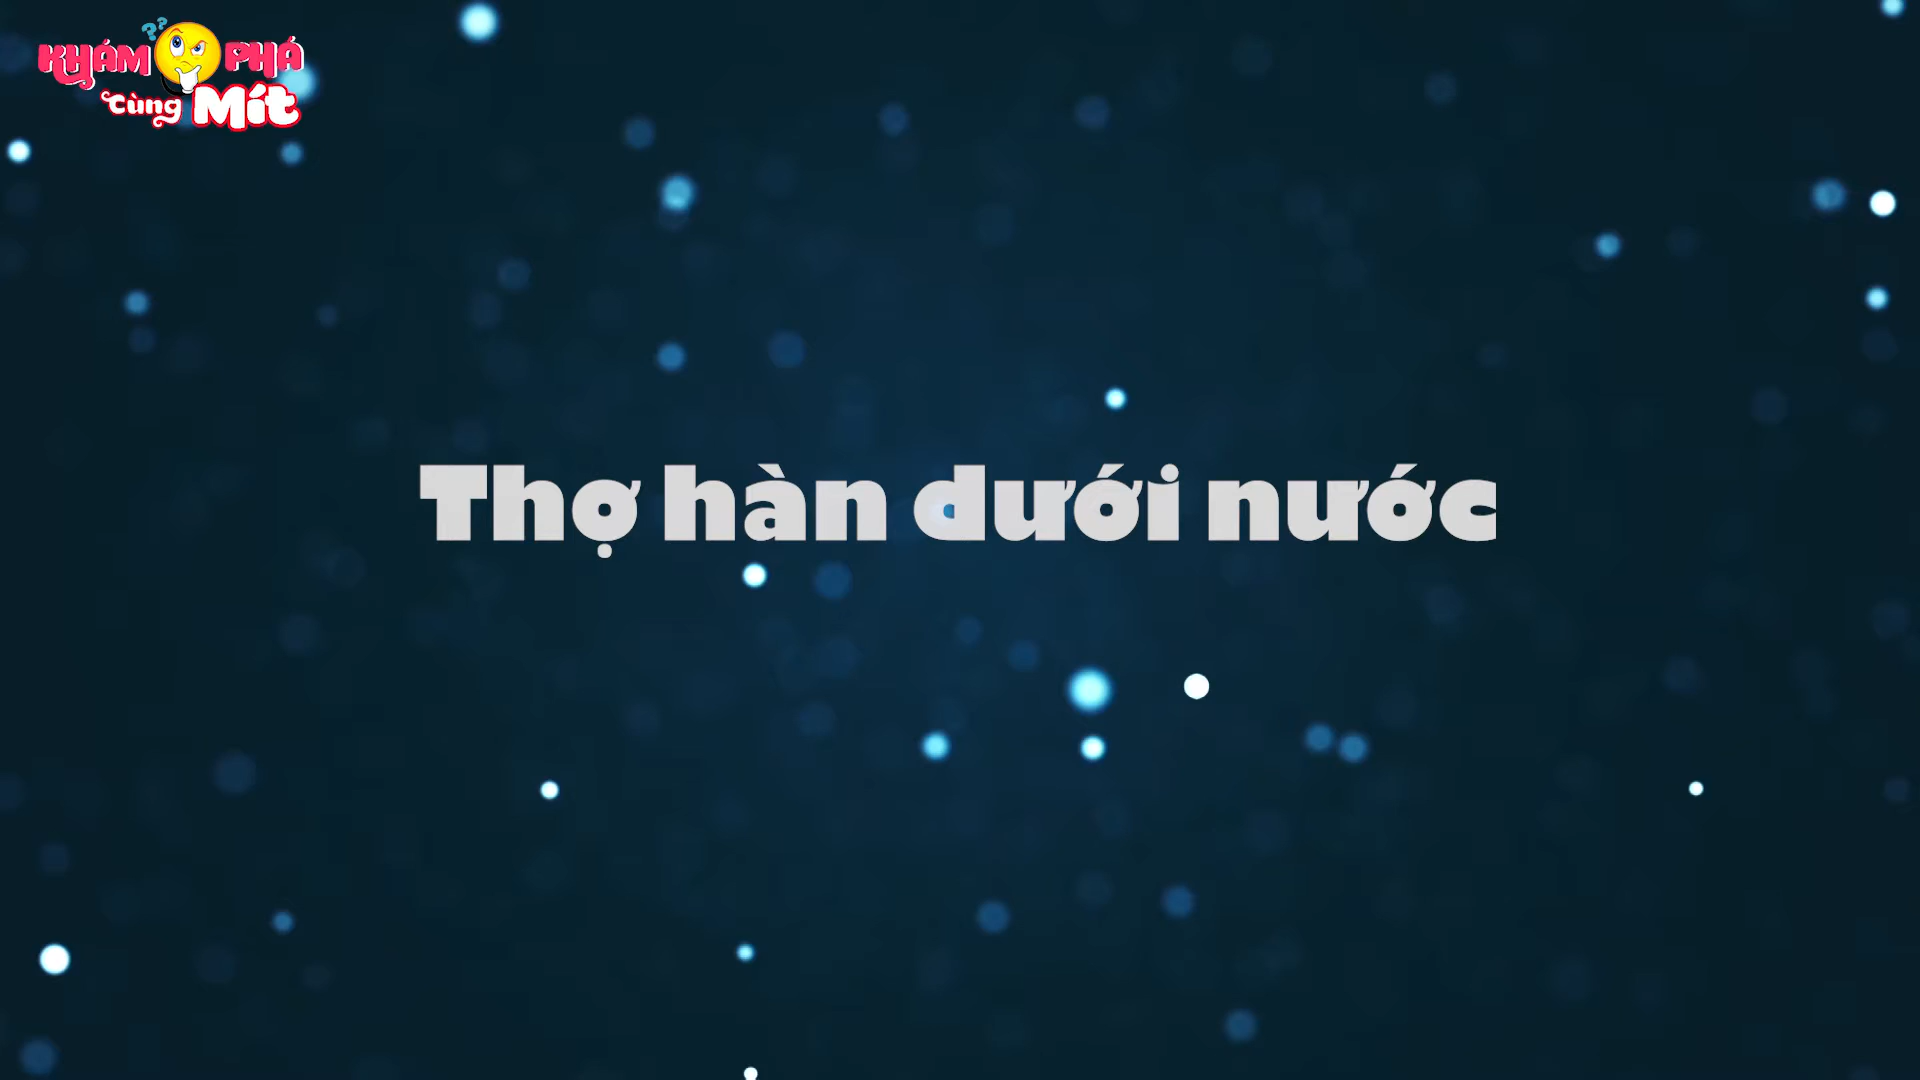 ??
KHÁM PHÁ
Cùng Mít
Thợ hàn dưới nước